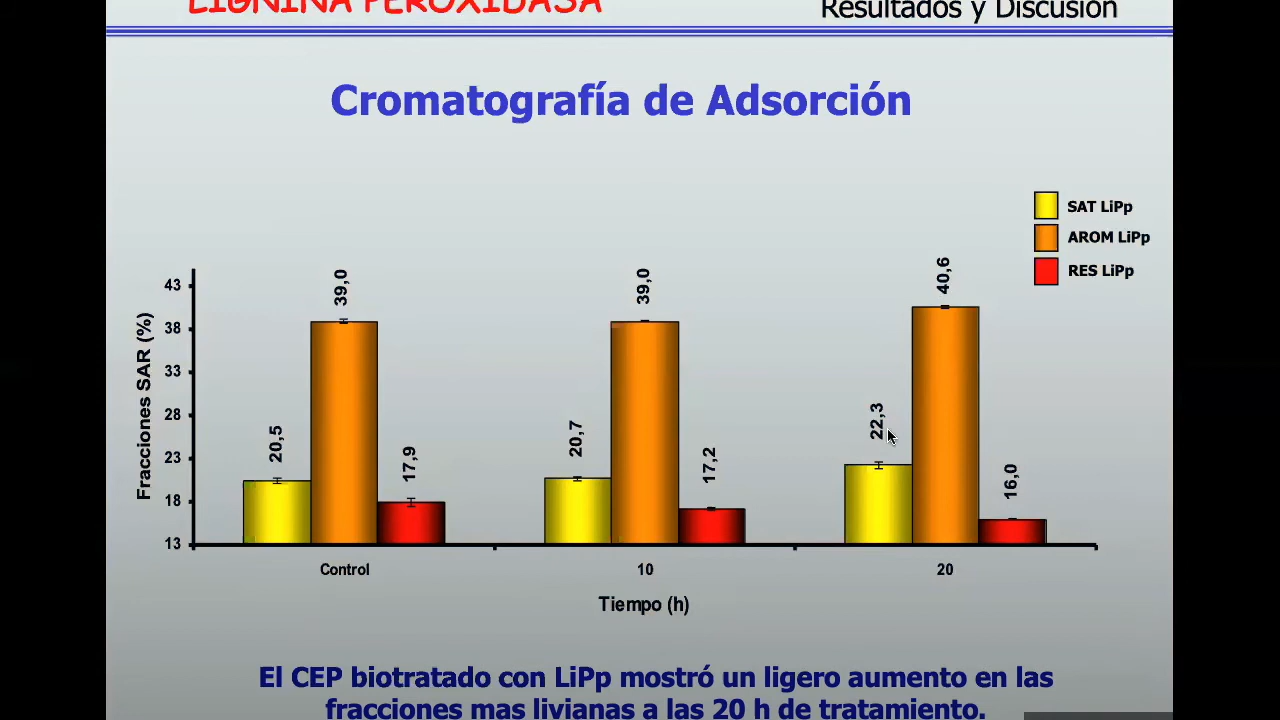 LIGNINA PEROXIDASA
Resultados y Discusión
Cromatografía de Adsorción
SAT LiPp
AROM LiPp
RES LiPp
Fracciones SAR (%)
43
38
33
28
23
18
13
20,5
39,0
17,9
20,7
39,0
17,2
22,3
40,6
16,0
Control
10
20
Tiempo (h)
El CEP biotratado con LiPp mostró un ligero aumento en las
fracciones mas livianas a las 20 h de tratamiento.